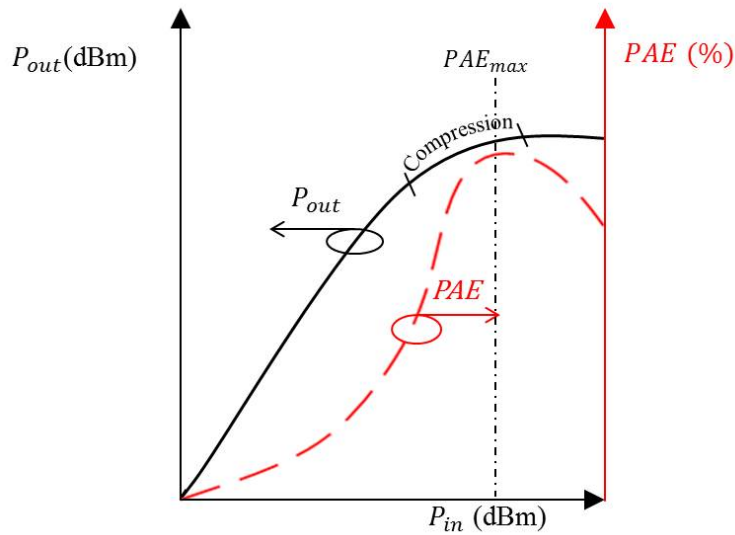 P_out(dBm)
PAE_max
PAE (%)
Compression
P_out
PAE
P_in (dBm)